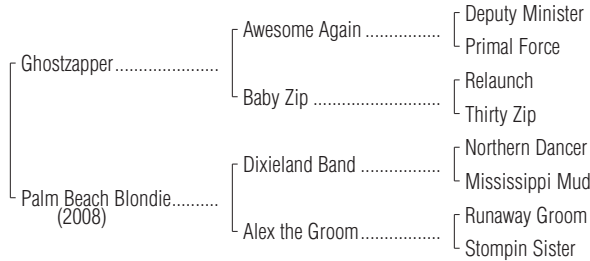 Deputy Minister
Awesome Again ................
Primal Force
Ghostzapper......................
Relaunch
Baby Zip ...........................
Thirty Zip
Northern Dancer
Dixieland Band .................
Mississippi Mud
Palm Beach Blondie..........
(2008)
Runaway Groom
Alex the Groom.................
Stompin Sister